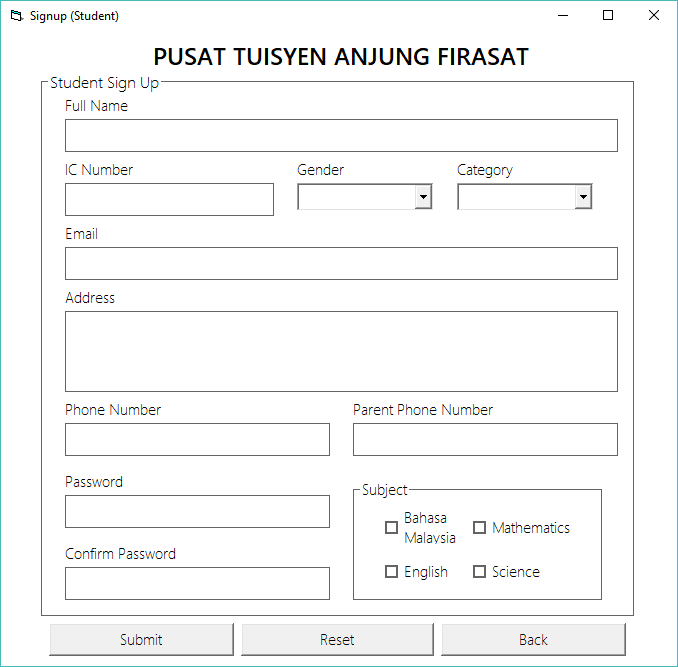 Signup (Student)
PUSAT TUISYEN ANJUNG FIRASAT
Student Sign Up
Full Name
IC Number
Gender
Category
Email
Address
Phone Number
Parent Phone Number
Password
Confirm Password
Subject
Bahasa
Malaysia
Mathematics
English
Science
Submit
Reset
Back